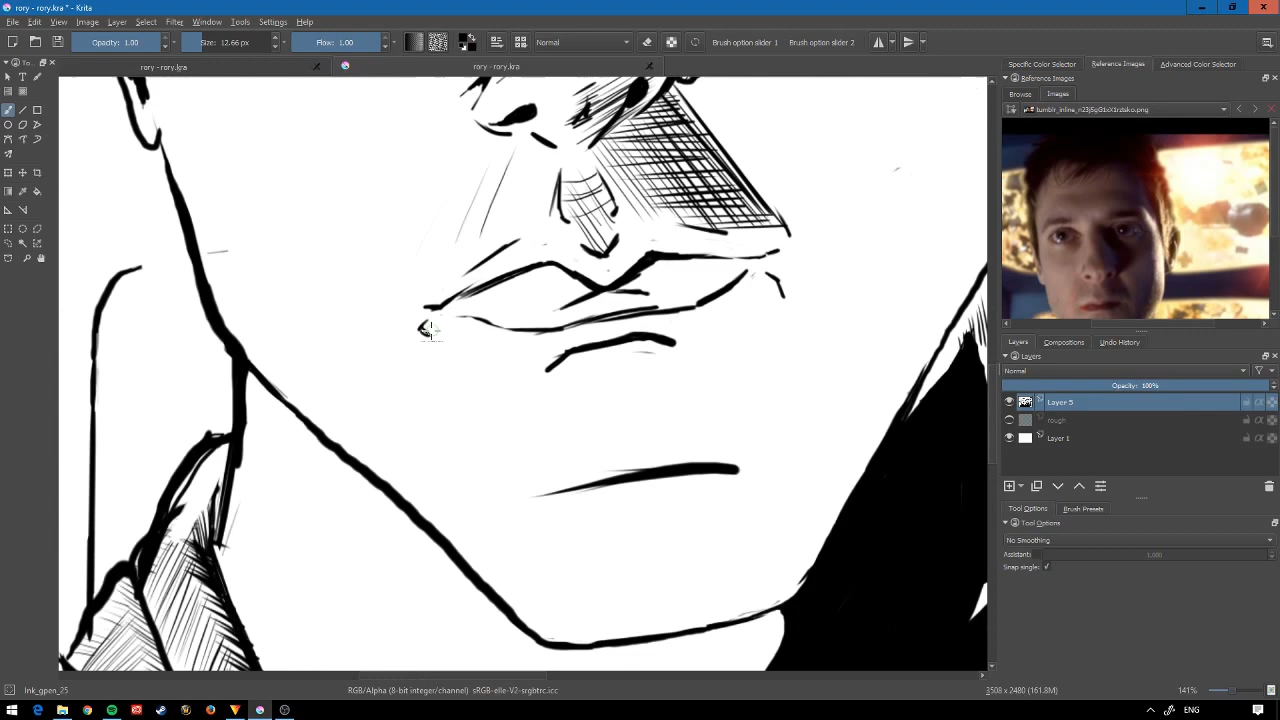 rory - rory.kra * - Krita
File Edit View Image Layer Select Filter Window Tools Settings Help
Opacity: 1.00 Size: 12.66 px Flow: 1.00 Normal Brush option slider 1 Brush option slider 2
To... rory - rory.kra rory - rory.kra Specific Color Selector Reference Images Advanced Color Selector
Reference Images
Browse Images
Layers Compositions Undo History
Layers
Normal
Opacity: 100%
Layer 5
rough
Layer 1
Tool Options Brush Presets
Tool Options
No Smoothing
Assistant: 1.000
Snap single:
Ink_gpen_25 RGB/Alpha (8-bit integer/channel) sRGB-elle-V2-srgbtrc.icc 3508 x 2480 (161.8M) 141%
ENG